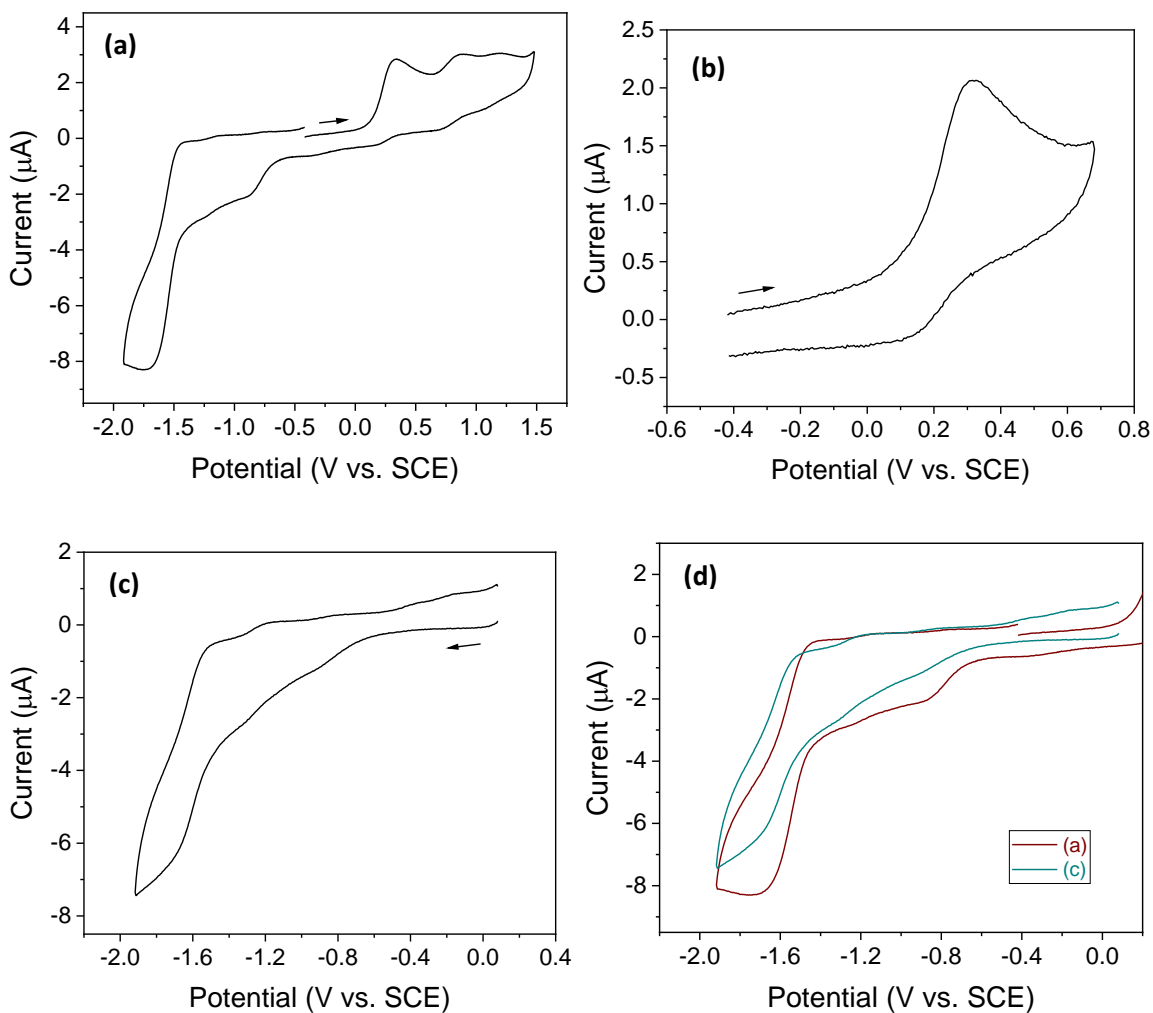 (a)
4
2
0
-2
-4
-6
-8
Current (μA)
-2.0 -1.5 -1.0 -0.5 0.0 0.5 1.0 1.5
Potential (V vs. SCE)
(b)
2.5
2.0
1.5
1.0
0.5
0.0
-0.5
Current (μA)
-0.6 -0.4 -0.2 0.0 0.2 0.4 0.6 0.8
Potential (V vs. SCE)
(c)
2
0
-2
-4
-6
-8
Current (μA)
-2.0 -1.6 -1.2 -0.8 -0.4 0.0 0.4
Potential (V vs. SCE)
(d)
2
0
-2
-4
-6
-8
Current (μA)
(a)
(c)
-2.0 -1.6 -1.2 -0.8 -0.4 0.0
Potential (V vs. SCE)